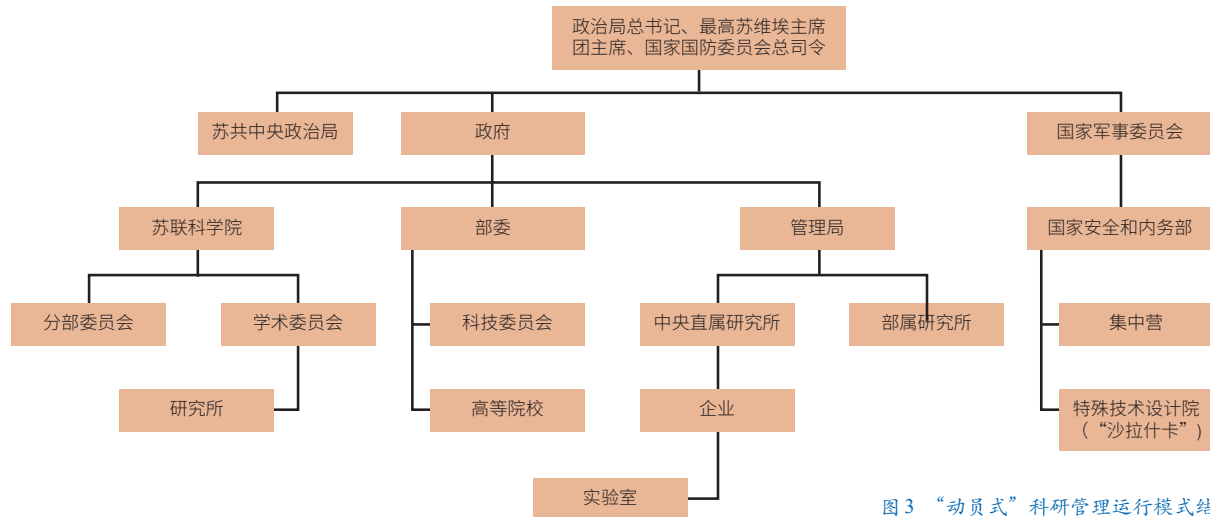 政治局总书记、最高苏维埃主席
团主席、国家国防委员会总司令
苏共中央政治局
政府
国家军事委员会
苏联科学院
部委
管理局
国家安全和内务部
分部委员会
学术委员会
科技委员会
中央直属研究所
部属研究所
集中营
研究所
高等院校
企业
特殊技术设计院
（“沙拉什卡”）
实验室
图3 “动员式”科研管理运行模式结